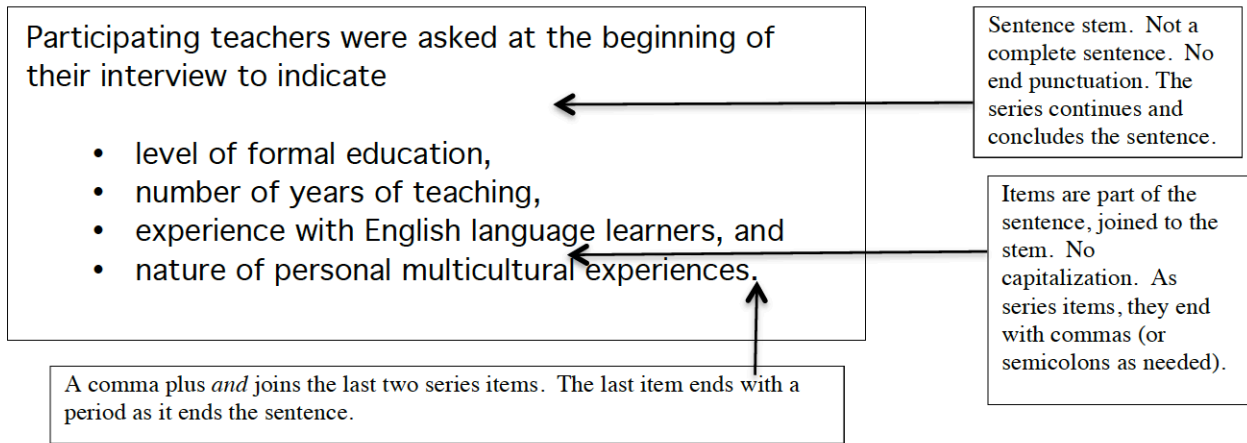 Participating teachers were asked at the beginning of
their interview to indicate
• level of formal education,
• number of years of teaching,
• experience with English language learners, and
• nature of personal multicultural experiences.
Sentence stem. Not a
complete sentence. No
end punctuation. The
series continues and
concludes the sentence.
Items are part of the
sentence, joined to the
stem. No
capitalization. As
series items, they end
with commas (or
semicolons as needed).
A comma plus and joins the last two series items. The last item ends with a
period as it ends the sentence.